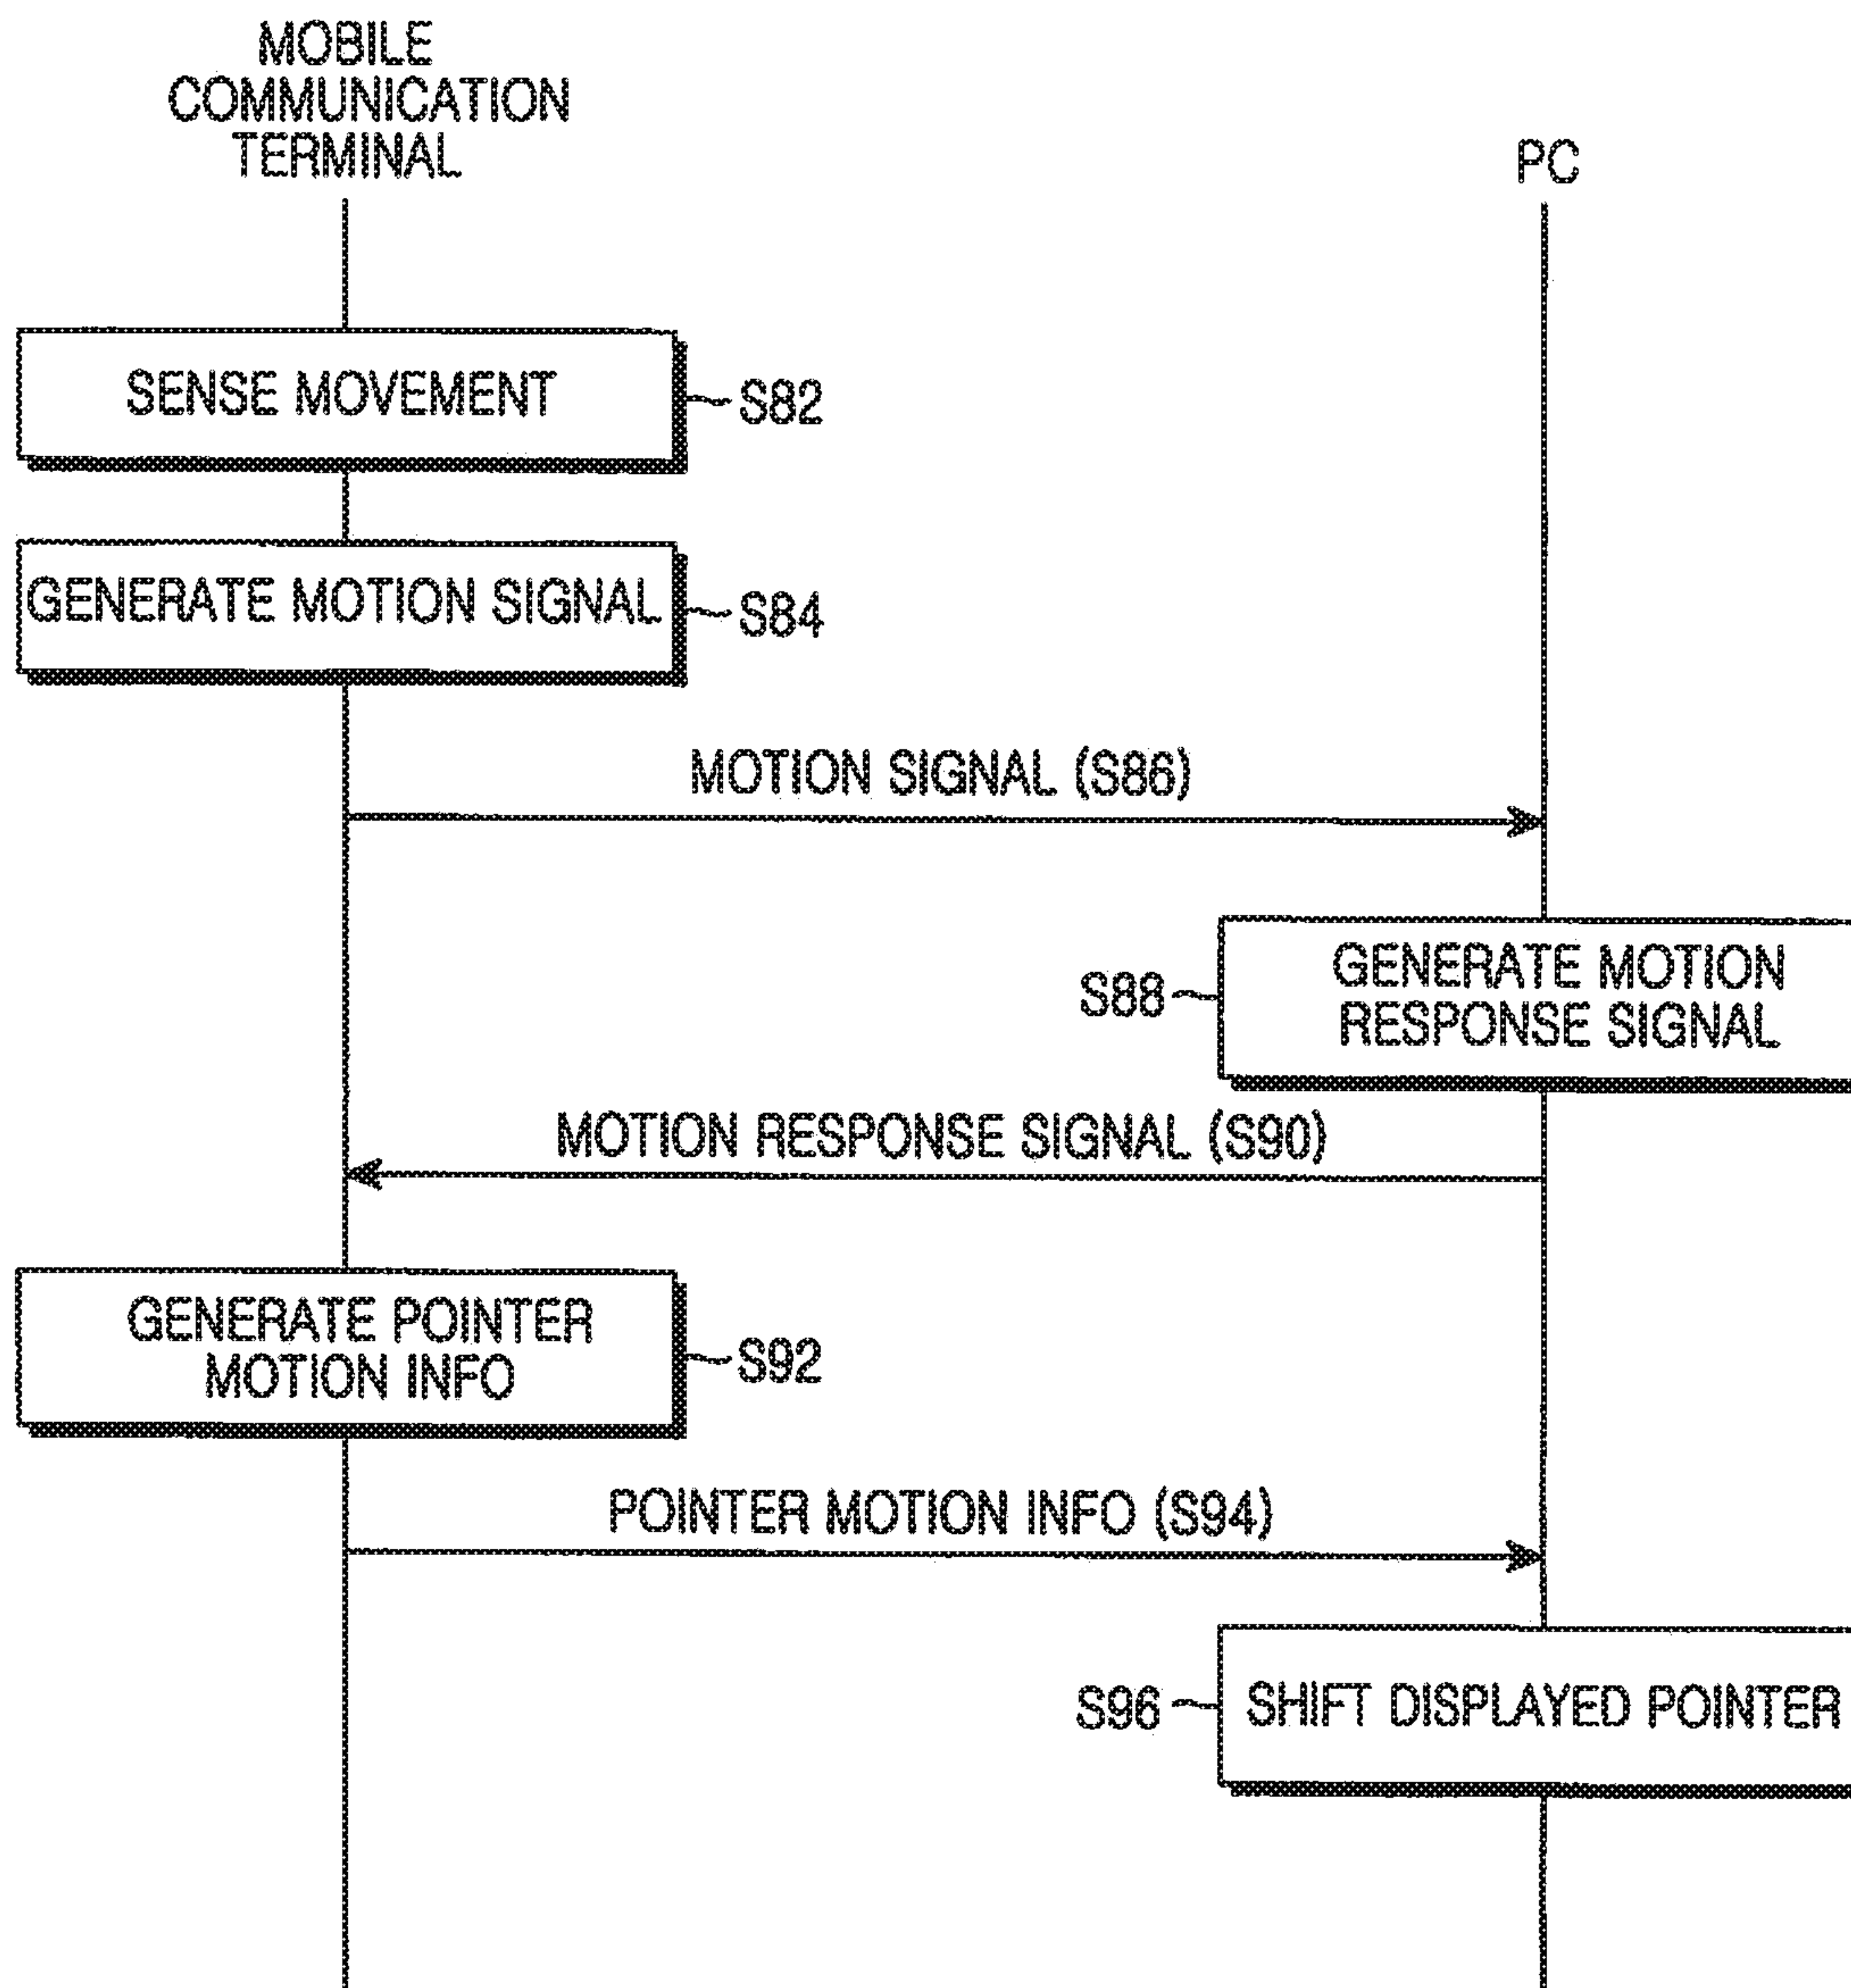 MOBILE
COMMUNICATION
TERMINAL
PC
SENSE MOVEMENT
S82
GENERATE MOTION SIGNAL
S84
MOTION SIGNAL (S86)
S88
GENERATE MOTION
RESPONSE SIGNAL
MOTION RESPONSE SIGNAL (S90)
GENERATE POINTER
MOTION INFO
S92
POINTER MOTION INFO (S94)
S96
SHIFT DISPLAYED POINTER